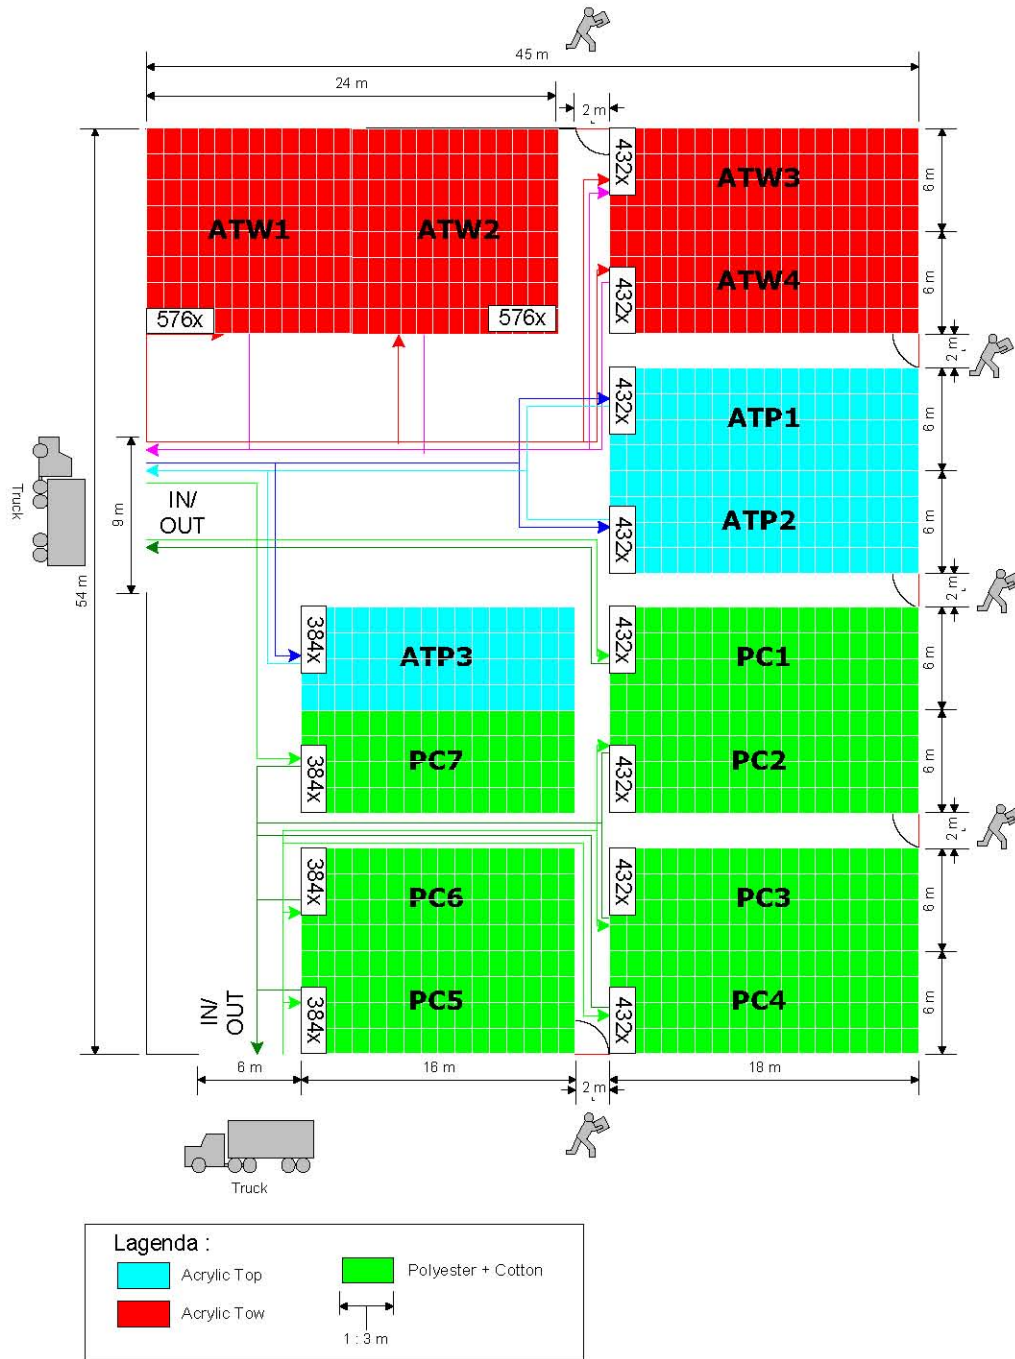 45 m
24 m
2 m
432x
ATW3
6 m
ATW1
ATW2
6 m
ATW4
432x
576x
576x
2 m
432x
ATP1
6 m
Truck
9 m
IN/
OUT
ATP2
432x
6 m
54 m
2 m
384x
ATP3
432x
PC1
6 m
384x
PC7
432x
PC2
6 m
2 m
384x
PC6
432x
PC3
6 m
IN/
OUT
384x
PC5
432x
PC4
6 m
6 m
16 m
2 m
18 m
Truck
Lagenda :
Acrylic Top
Polyester + Cotton
Acrylic Tow
1 : 3 m